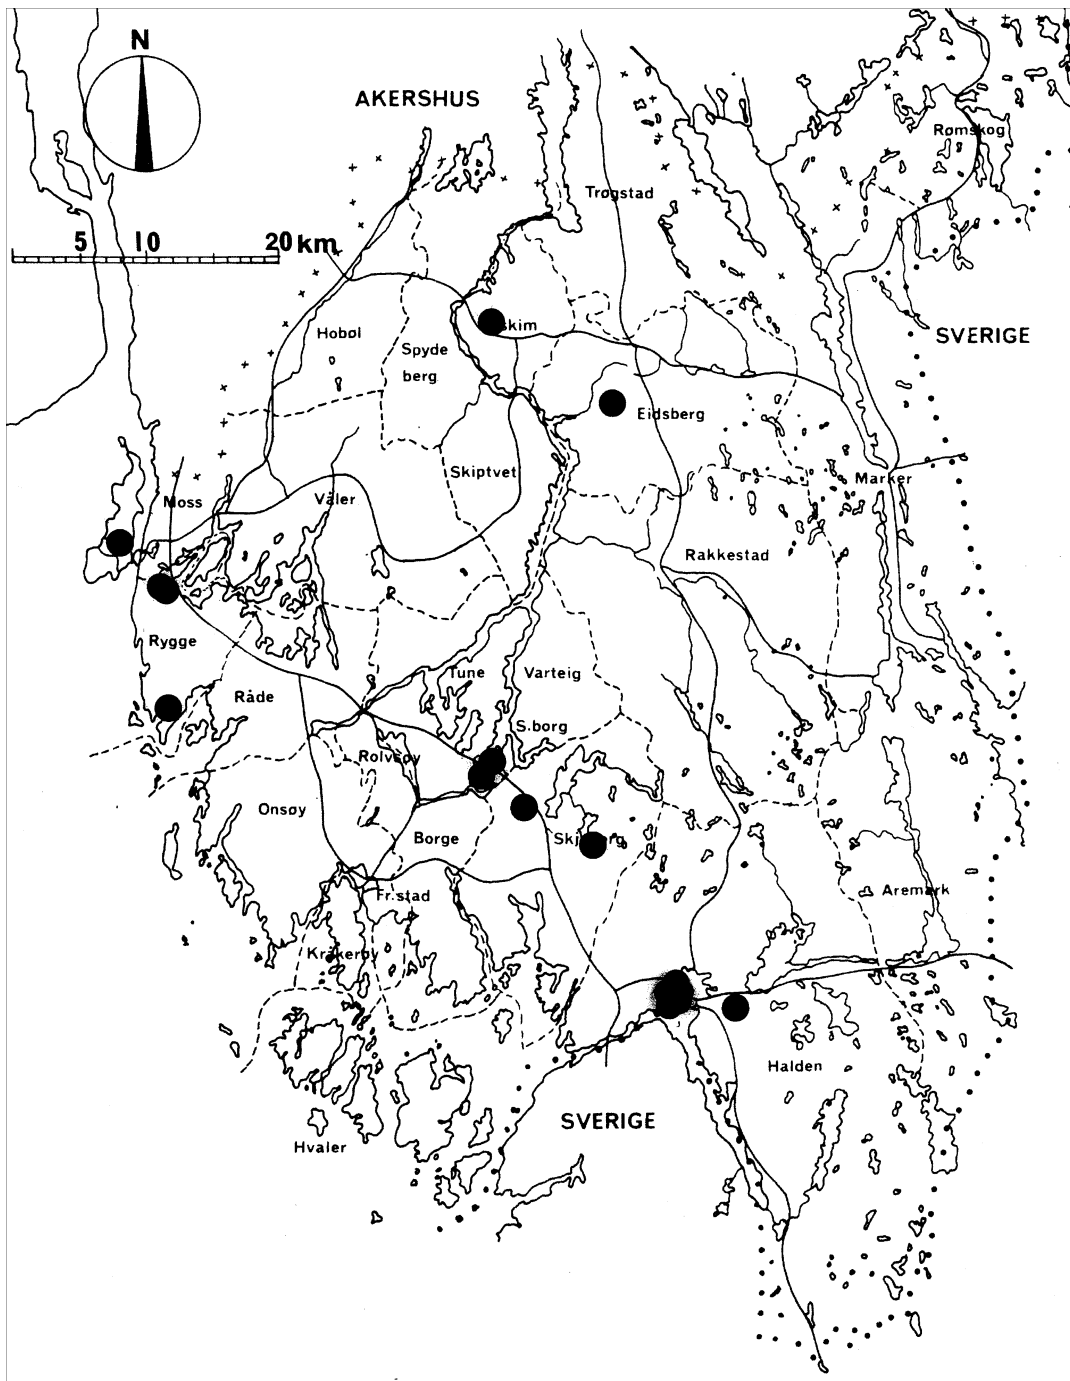 N
AKERSHUS
Rømskog
Trøgstad
5 10 20 km
SVERIGE
Hobøl
Spyde
berg
Eidsberg
Skiptvet
Marker
Moss
Våler
Rakkestad
Rygge
Råde
Tune
Varteig
S.borg
Rolvsøy
Onsøy
Borge
Aremark
Fr.stad
Kråkerøy
Halden
SVERIGE
Hvaler